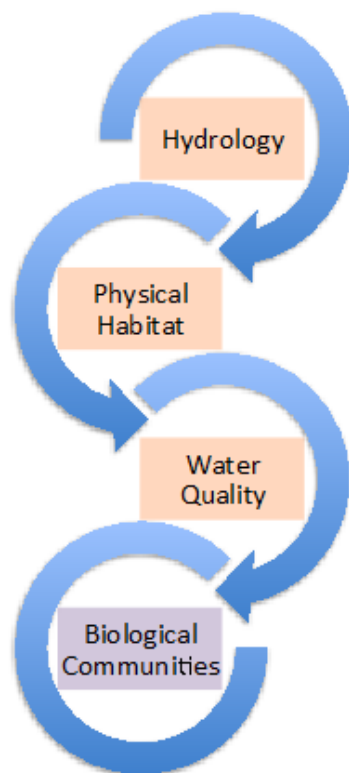 Hydrology
Physical
Habitat
Water
Quality
Biological
Communities